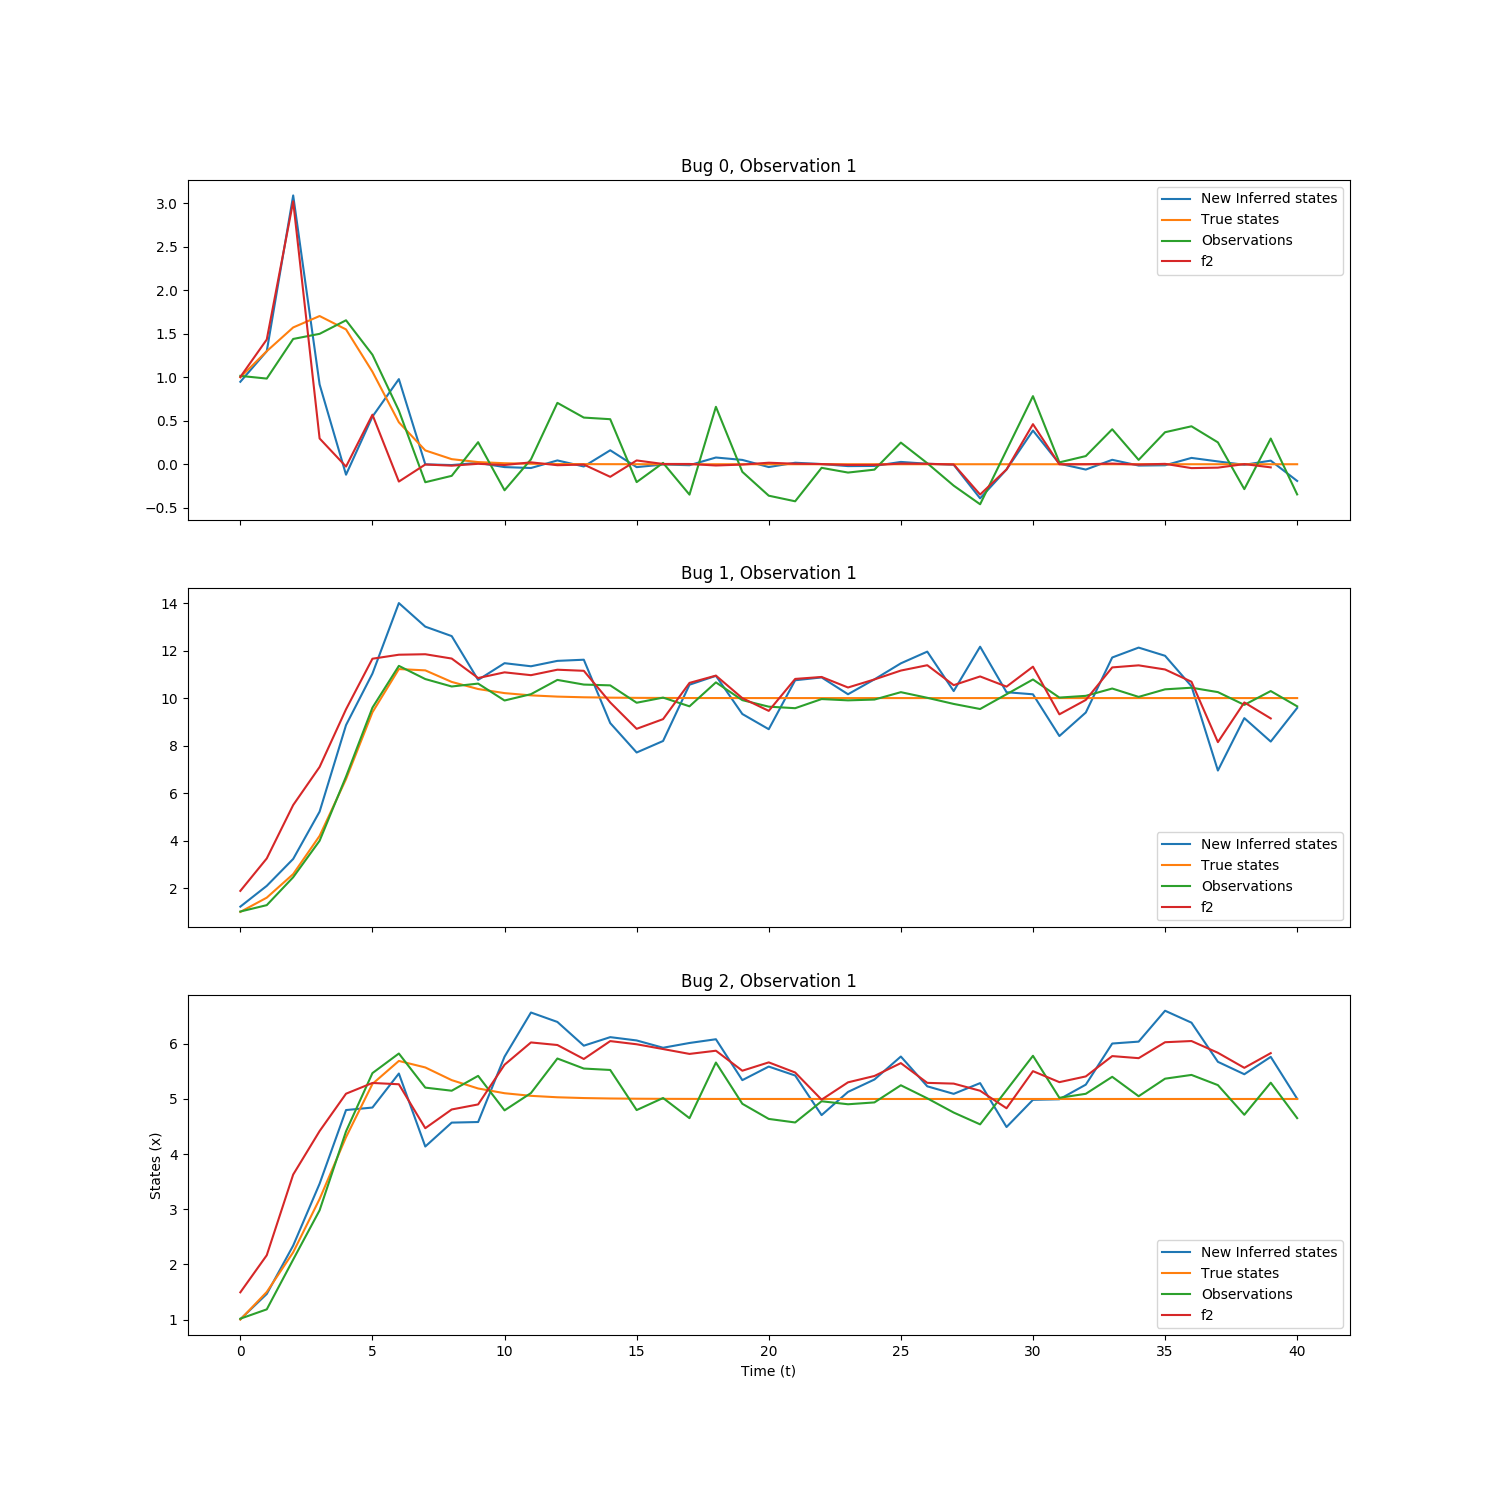 Bug 0, Observation 1
3.0
2.5
2.0
1.5
1.0
0.5
0.0
−0.5
New Inferred states
True states
Observations
f2
Bug 1, Observation 1
14
12
10
8
6
4
2
New Inferred states
True states
Observations
f2
Bug 2, Observation 1
States (x)
6
5
4
3
2
1
New Inferred states
True states
Observations
f2
0 5 10 15 20 25 30 35 40
Time (t)